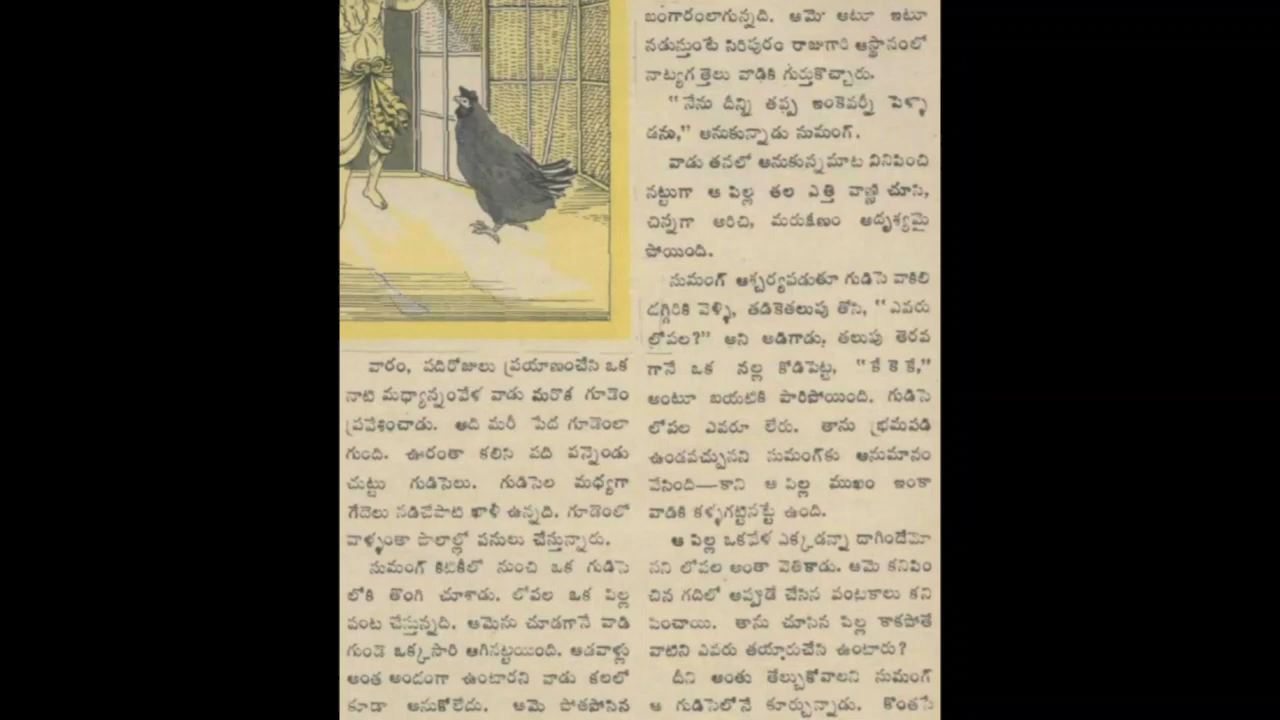 వారం, పదిరోజులు ప్రయాణంచేసి ఒక
నాటి మధ్యాన్నంవేళ వాడు మరొక గూడెం
ప్రవేశించాడు. అది మరీ పేద గూడెంలా
గుంది. ఊరంతా కలిసి పది పన్నెండు
చుట్టు గుడిసెలు. గుడిసెల మధ్యగా
గేదెలు నడిచేపాటి ఖాళీ ఉన్నది. గూడెంలో
వాళ్ళంతా పొలాల్లో పనులు చేస్తున్నారు.
సుమంగ్ కిటికీలో నుంచి ఒక గుడిసె
లోకి తొంగి చూశాడు. లోపల ఒక పిల్ల
వంట చేస్తున్నది. ఆమెను చూడగానే వాడి
గుండె ఒక్కసారి ఆగినట్టయింది. ఆడవాళ్లు
అంత అందంగా ఉంటారని వాడు కలలో
కూడా అనుకోలేదు. ఆమె పోతపోసిన
బంగారంలాగున్నది. ఆమె అటూ ఇటూ
నడుస్తుంటే సిరిపురం రాజుగారి ఆస్థానంలో
నాట్యగత్తెలు వాడికి గుర్తుకొచ్చారు.
"నేను దీన్ని తప్ప ఇంకెవర్నీ పెళ్ళా
డను," అనుకున్నాడు సుమంగ్.
వాడు తనలో అనుకున్నమాట వినిపించి
నట్టుగా ఆ పిల్ల తల ఎత్తి వాణ్ణి చూసి,
చిన్నగా అరిచి, మరుక్షణం అదృశ్యమై
పోయింది.
సుమంగ్ ఆశ్చర్యపడుతూ గుడిసె వాకిలి
దగ్గిరికి వెళ్ళి, తడికెతలుపు తోసి, "ఎవరు
లోపల?" అని అడిగాడు, తలుపు తెరవ
గానే ఒక నల్ల కోడిపెట్ట, "కే కె కే,"
అంటూ బయటికి పారిపోయింది. గుడిసె
లోపల ఎవరూ లేరు. తాను భ్రమపడి
ఉండవచ్చునని సుమంగ్‌కు అనుమానం
వేసింది—కాని ఆ పిల్ల ముఖం ఇంకా
వాడికి కళ్ళగట్టినట్టే ఉంది.
ఆ పిల్ల ఒకవేళ ఎక్కడన్నా దాగిందేమో
నని లోపల అంతా వెతికాడు. ఆమె కనిపిం
చిన గదిలో అప్పుడే చేసిన వంటకాలు కని
పించాయి. తాను చూసిన పిల్ల కాకపోతే
వాటిని ఎవరు తయ్యారుచేసి ఉంటారు?
దీని అంతు తేల్చుకోవాలని సుమంగ్
ఆ గుడిసెలోనే కూర్చున్నాడు. కొంతసే